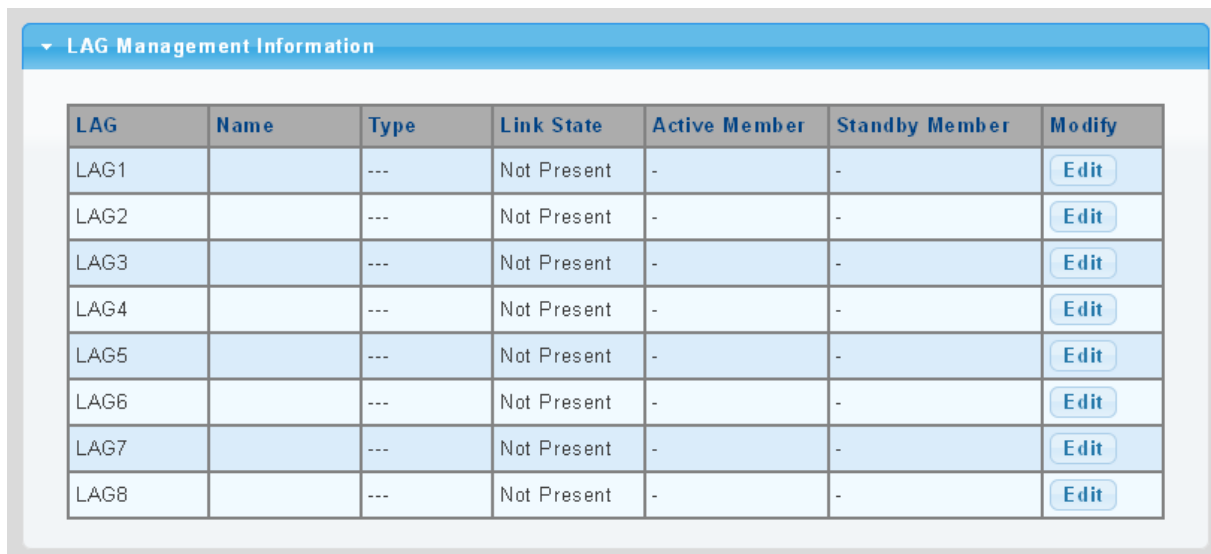 LAG Management Information
LAG Name Type Link State Active Member Standby Member Modify
LAG1 --- Not Present - - Edit
LAG2 --- Not Present - - Edit
LAG3 --- Not Present - - Edit
LAG4 --- Not Present - - Edit
LAG5 --- Not Present - - Edit
LAG6 --- Not Present - - Edit
LAG7 --- Not Present - - Edit
LAG8 --- Not Present - - Edit